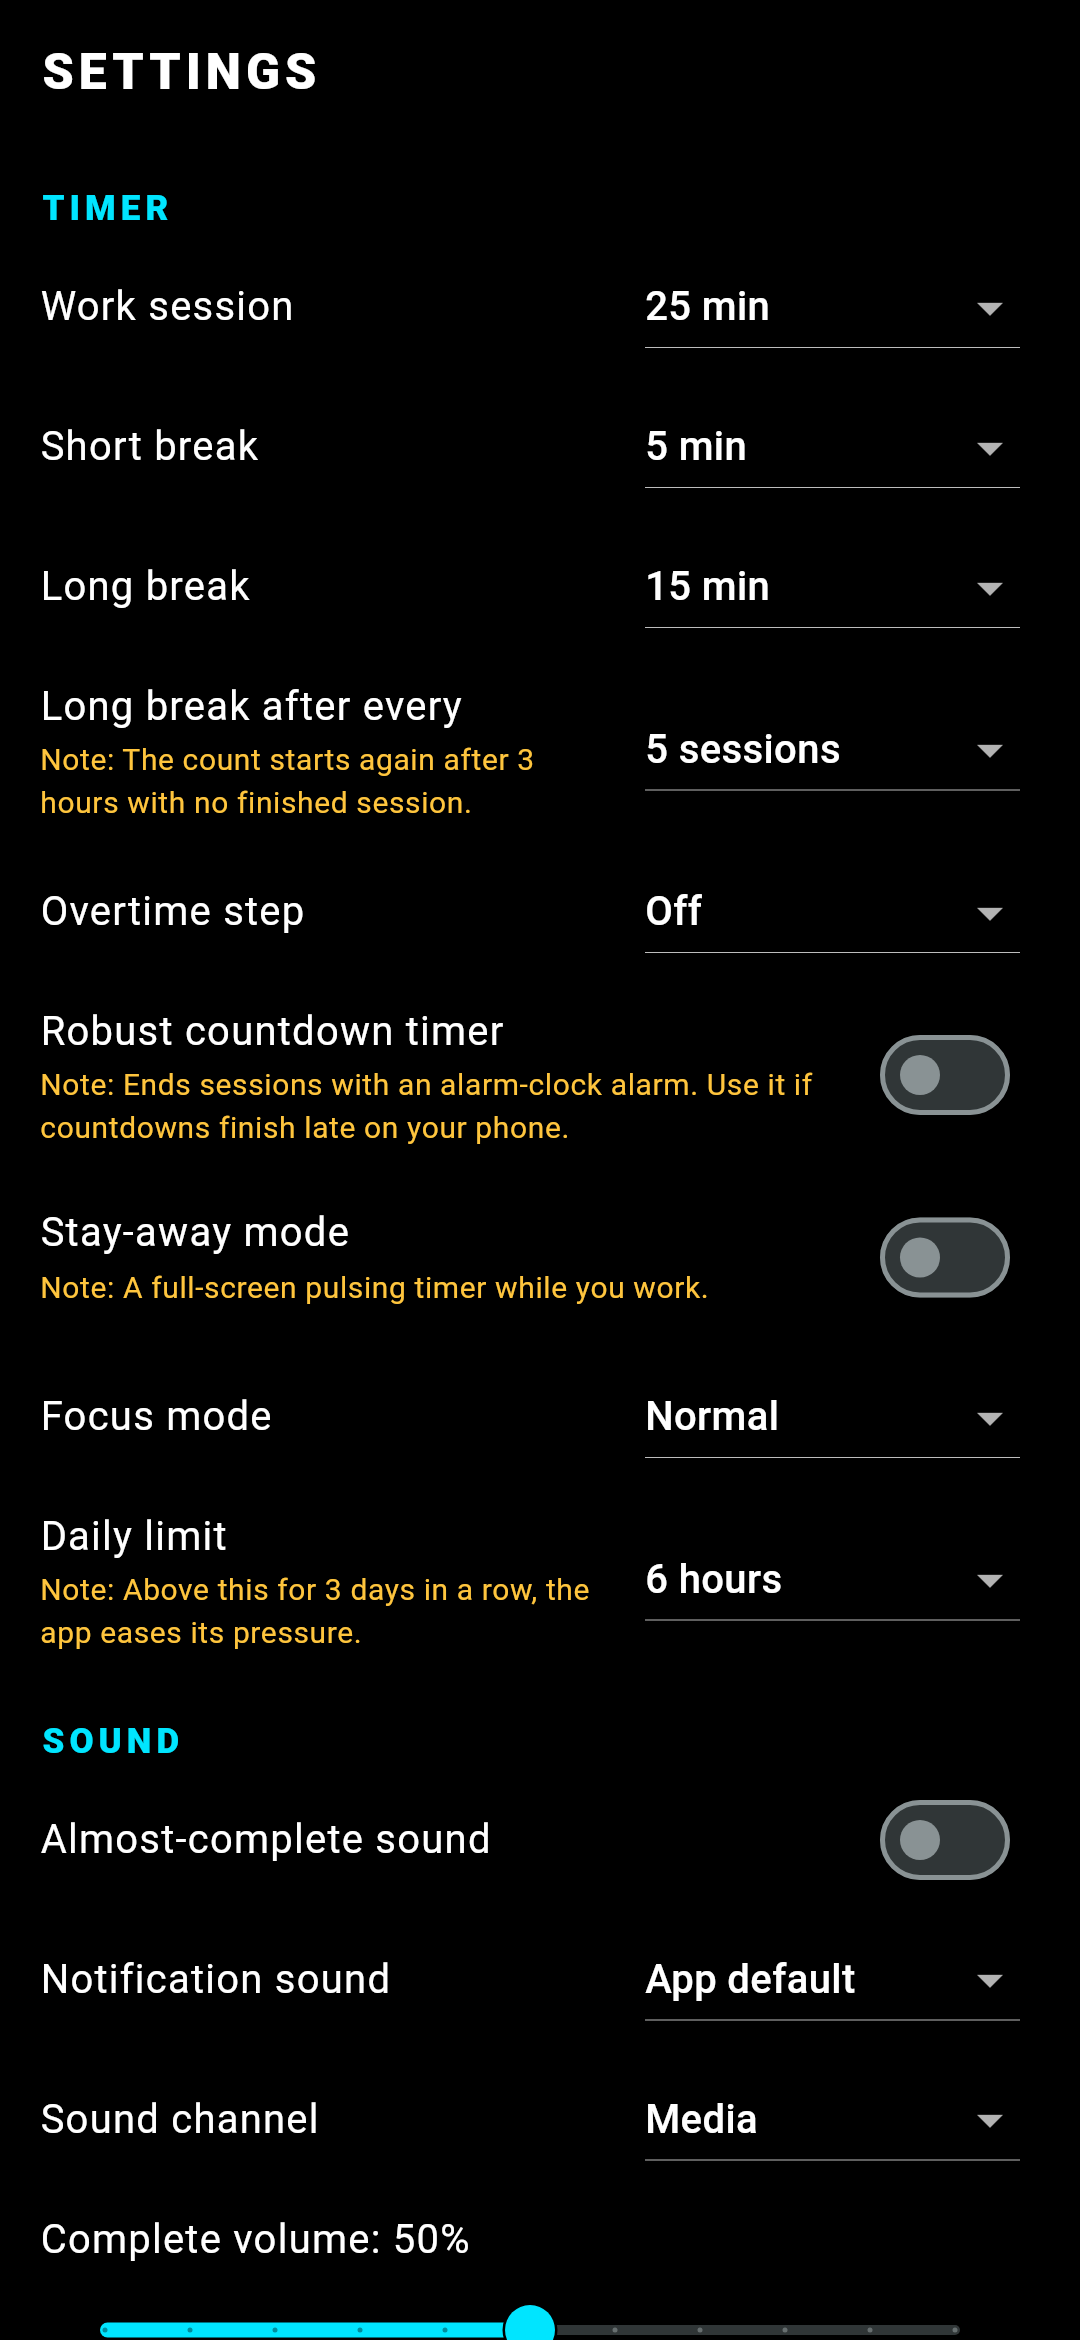 SETTINGS
TIMER
Work session
25 min
Short break
5 min
Long break
15 min
Long break after every
Note: The count starts again after 3
hours with no finished session.
5 sessions
Overtime step
Off
Robust countdown timer
Note: Ends sessions with an alarm-clock alarm. Use it if
countdowns finish late on your phone.
Stay-away mode
Note: A full-screen pulsing timer while you work.
Focus mode
Normal
Daily limit
Note: Above this for 3 days in a row, the
app eases its pressure.
6 hours
SOUND
Almost-complete sound
Notification sound
App default
Sound channel
Media
Complete volume: 50%